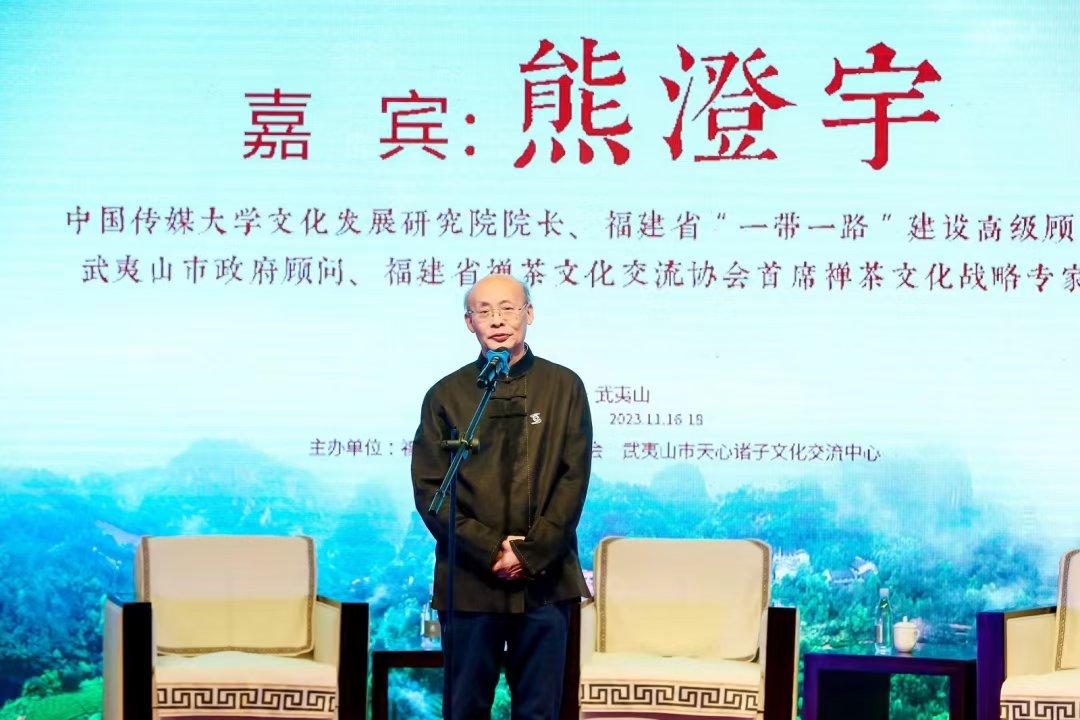 嘉 宾：熊澄宇
中国传媒大学文化发展研究院院长、福建省“一带一路”建设高级顾
武夷山市政府顾问、福建省禅茶文化交流协会首席禅茶文化战略专家
武夷山
2023.11.16-18
主办单位：福 会 武夷山市天心诸子文化交流中心